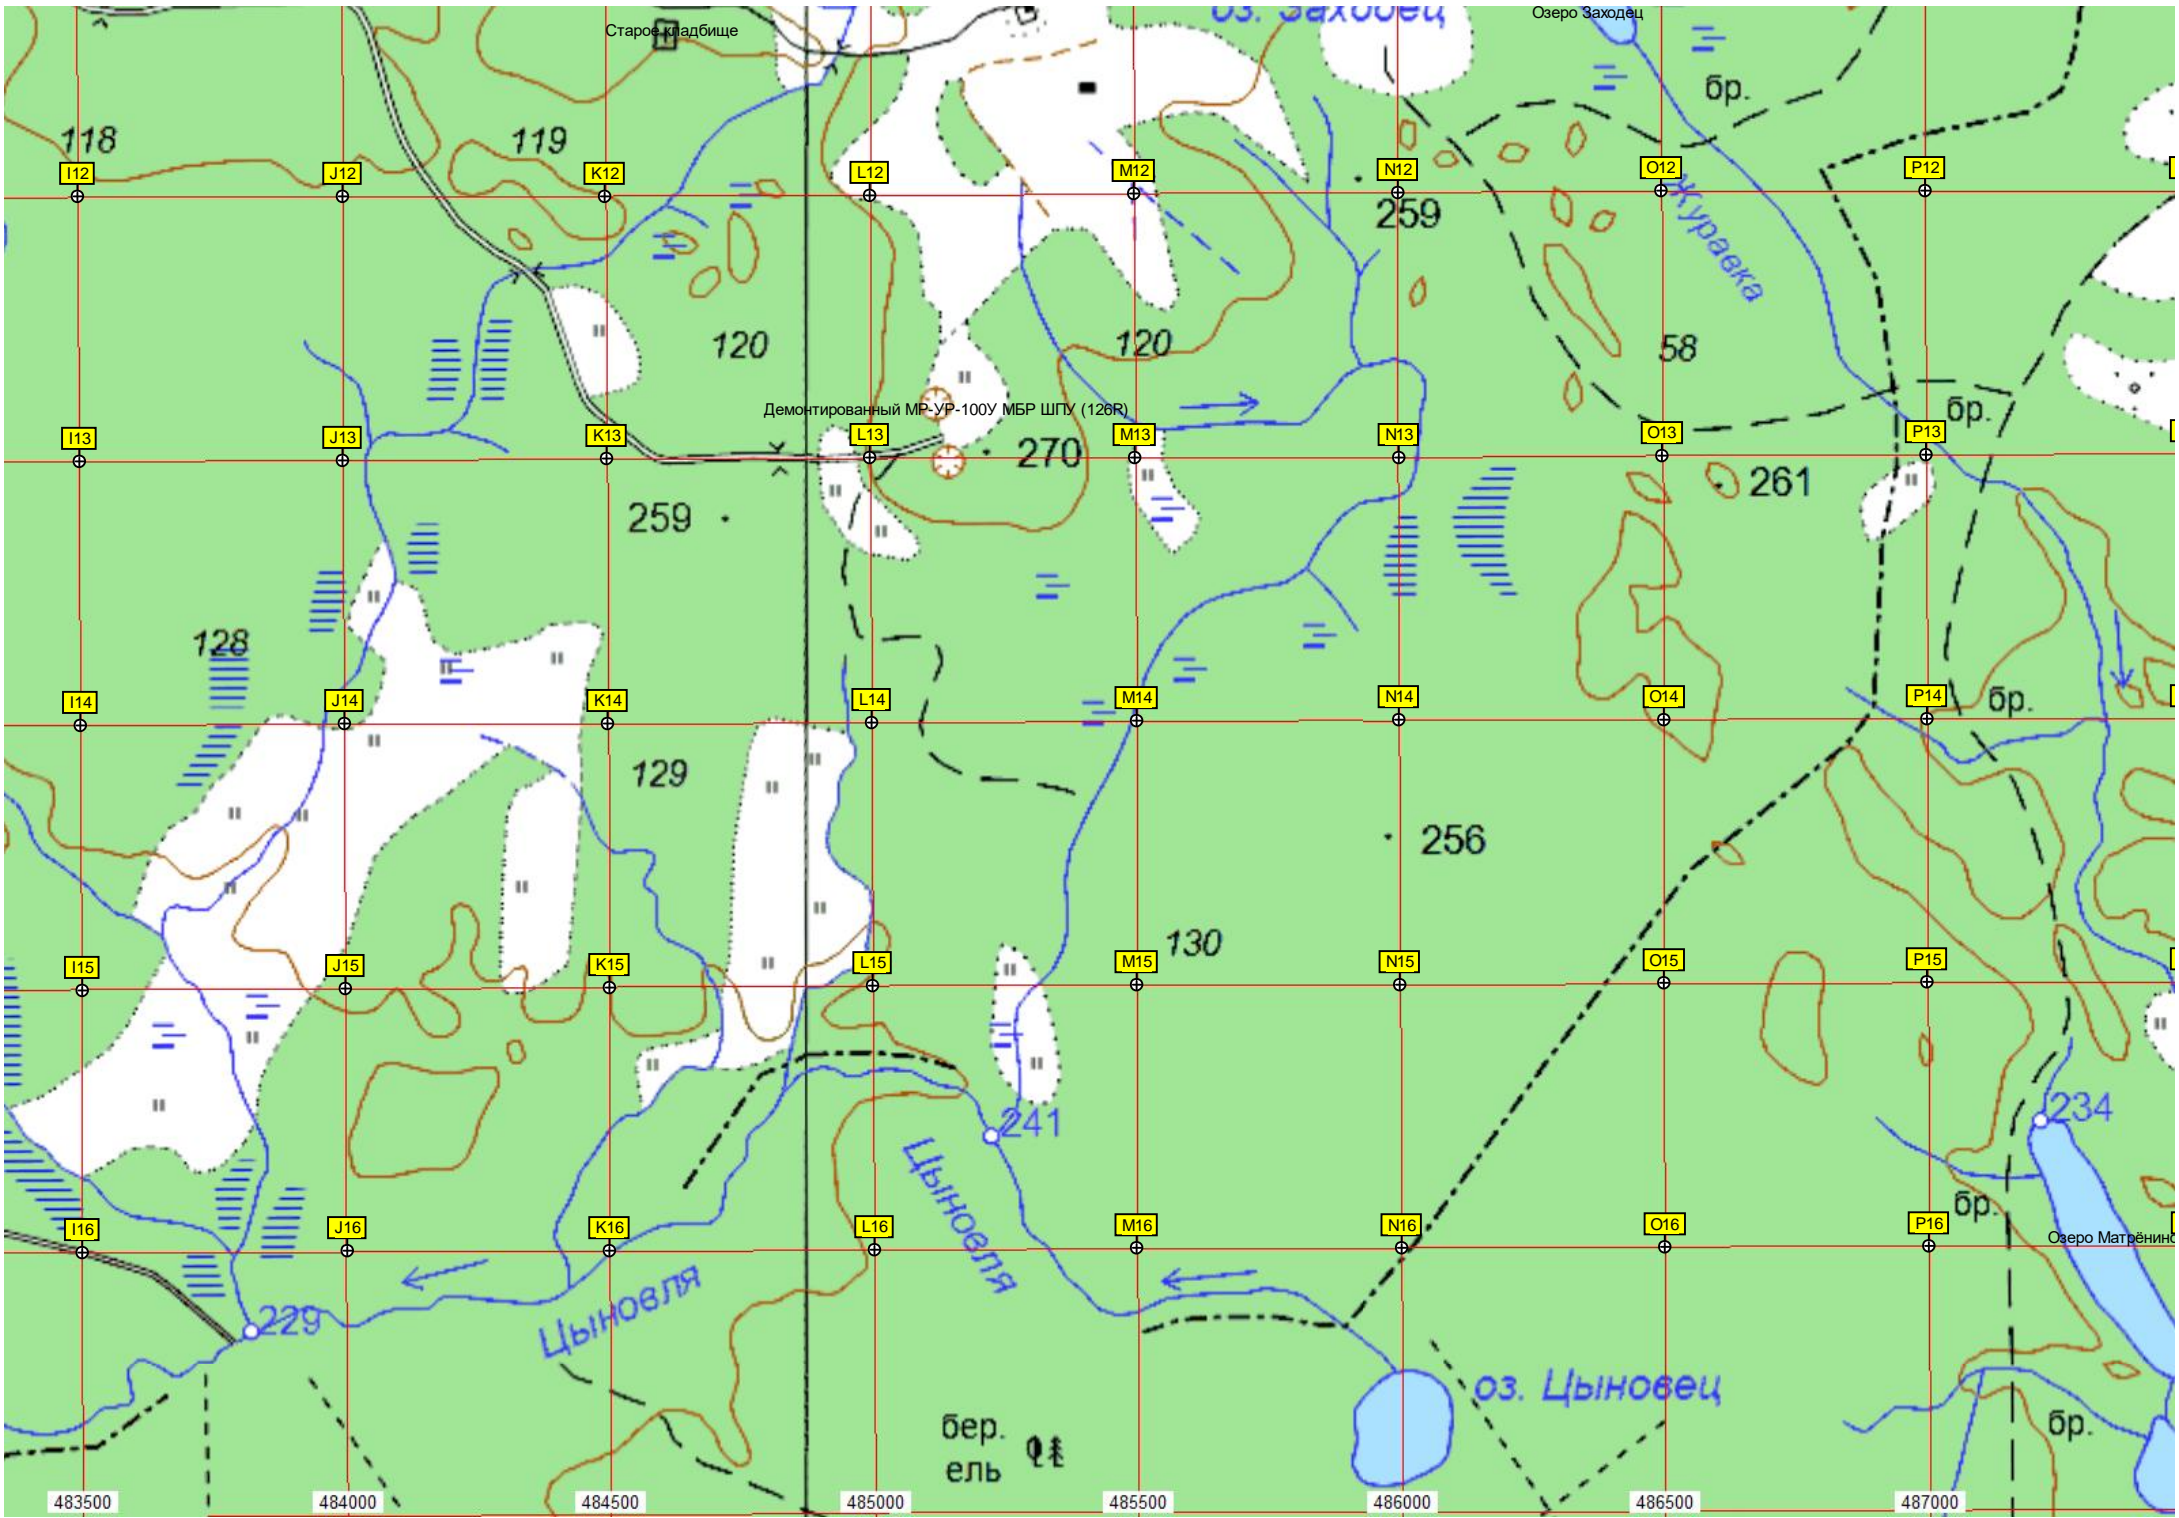 оз. Заходец
Озеро Заходец
Старое кладбище
бр.
118
119
I12
J12
K12
L12
M12
N12
O12
P12
259
Журавка
120
120
58
Демонтированный МР-УР-100У МБР ШПУ (126R)
бр.
I13
J13
K13
L13
M13
N13
O13
P13
270
261
259
128
I14
J14
K14
L14
M14
N14
O14
P14
бр.
129
256
130
I15
J15
K15
L15
M15
N15
O15
P15
241
234
Цыновля
бр.
I16
J16
K16
L16
M16
N16
O16
P16
Озеро Матрёнино
229
Цыновля
оз. Цыновец
бер.
ель
бр.
483500
484000
484500
485000
485500
486000
486500
487000